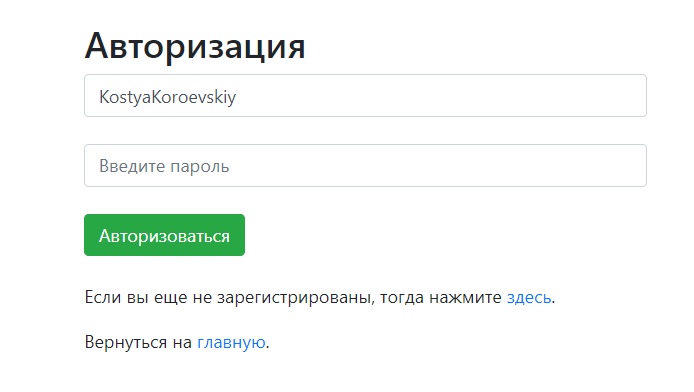 Авторизация
KostyaKoroevskiy
Введите пароль
Авторизоваться
Если вы еще не зарегистрированы, тогда нажмите здесь.
Вернуться на главную.